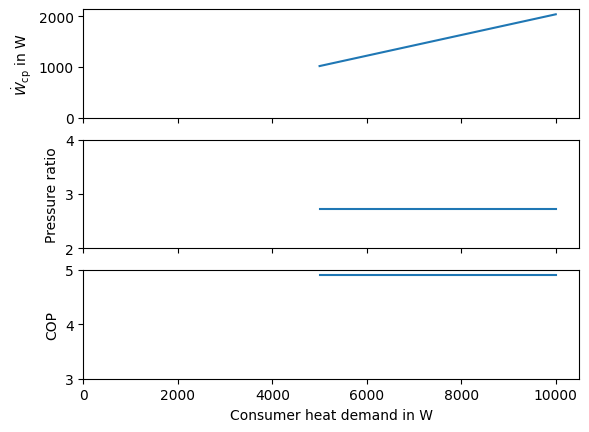 2000
1000
0
Ẇcp in W
4
3
2
Pressure ratio
5
4
3
COP
0 2000 4000 6000 8000 10000
Consumer heat demand in W